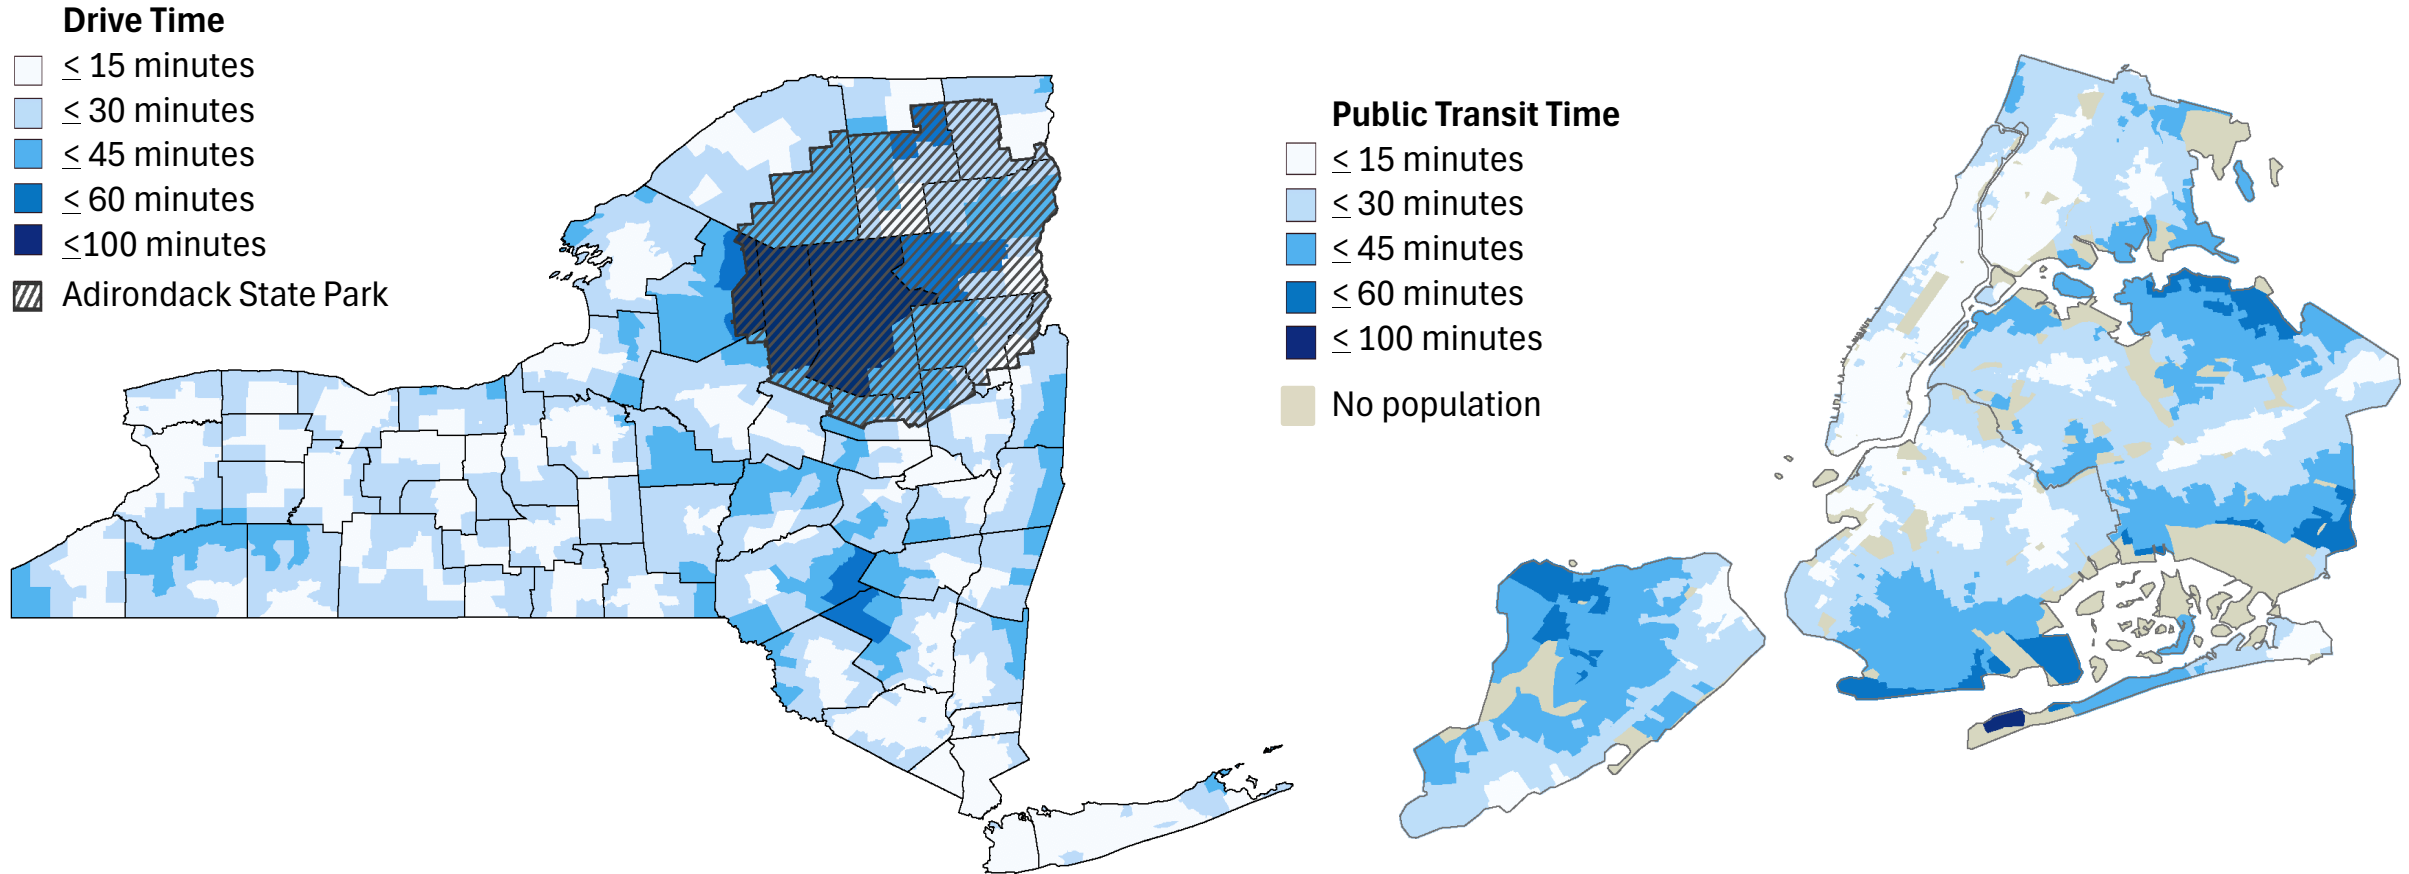 Drive Time
≤ 15 minutes
≤ 30 minutes
≤ 45 minutes
≤ 60 minutes
≤100 minutes
Adirondack State Park
Public Transit Time
≤ 15 minutes
≤ 30 minutes
≤ 45 minutes
≤ 60 minutes
≤ 100 minutes
No population